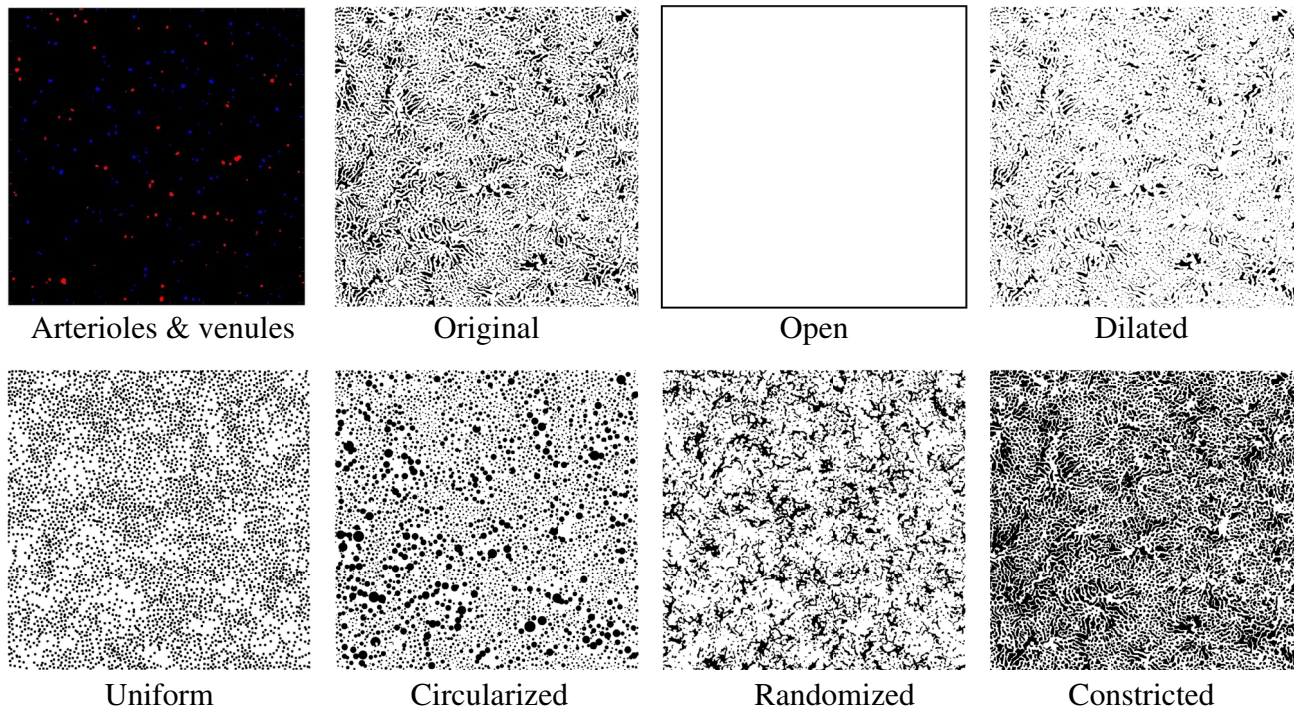 Arterioles & venules
Original
Open
Dilated
Uniform
Circularized
Randomized
Constricted